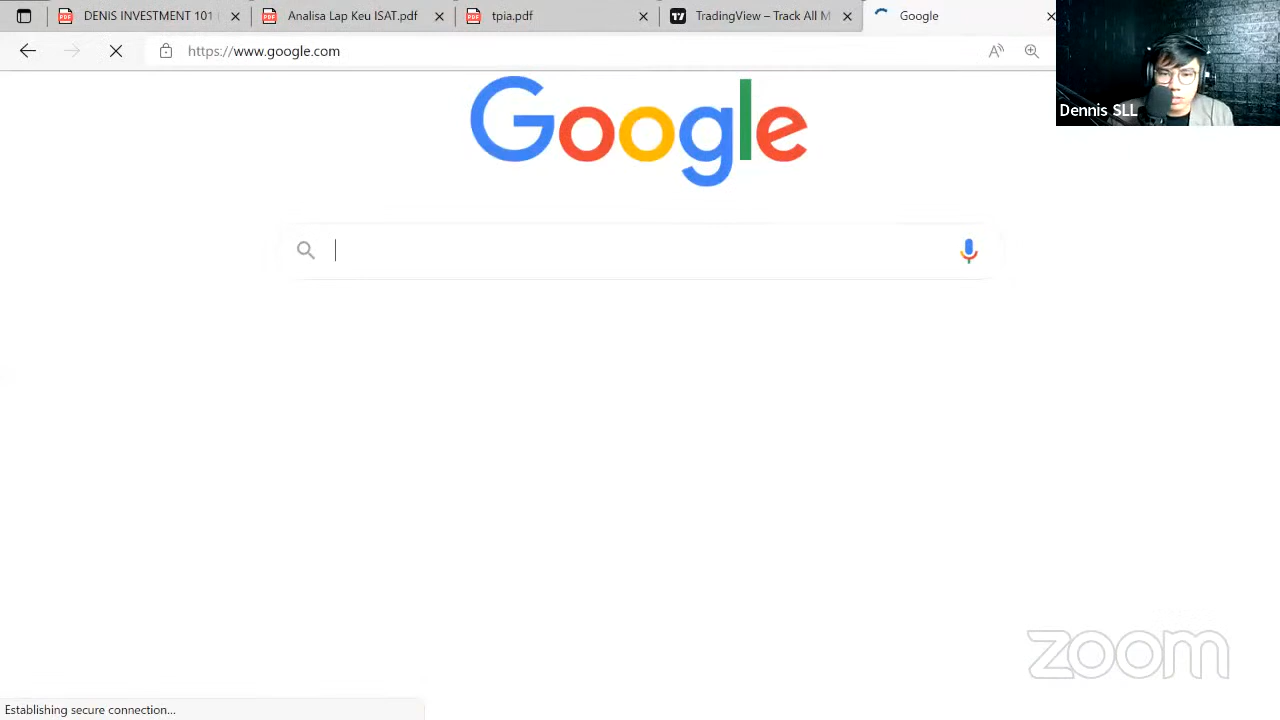 DENIS INVESTMENT 101
Analisa Lap Keu ISAT.pdf
tpia.pdf
TradingView – Track All M
Google
https://www.google.com
Dennis SLL
Google
zoom
Establishing secure connection...